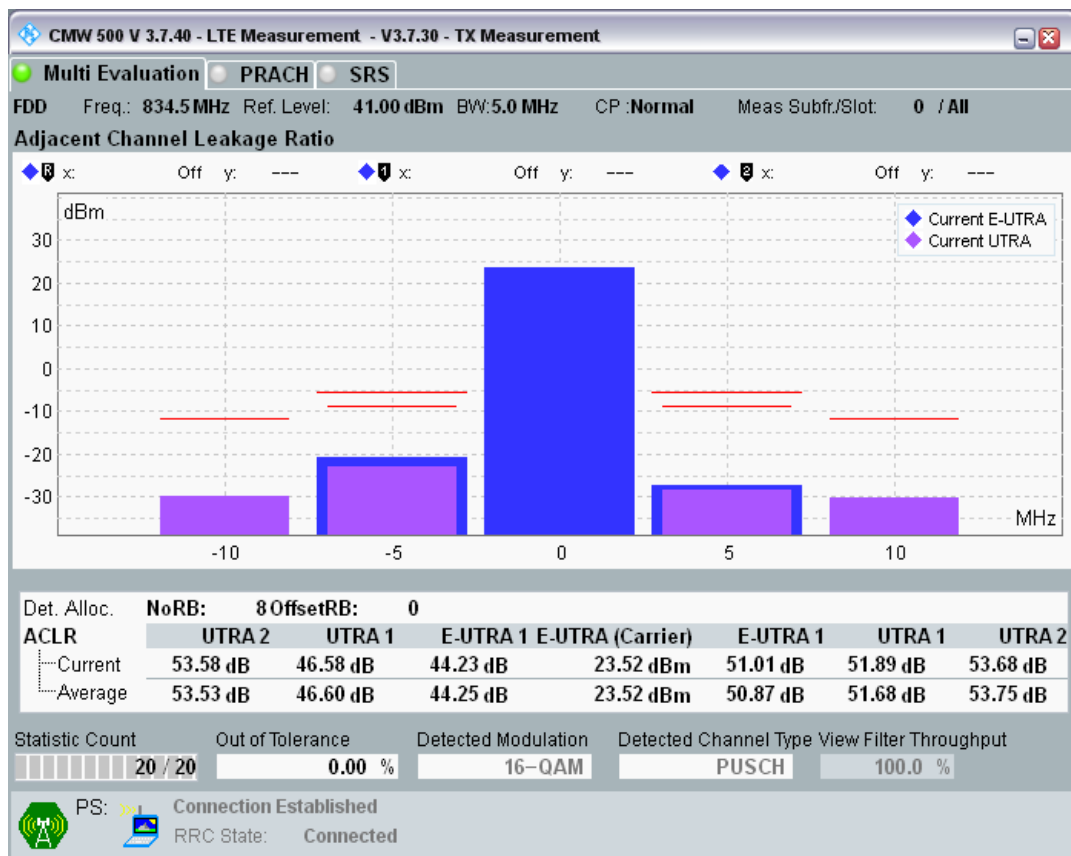 CMW 500 V 3.7.40 - LTE Measurement - V3.7.30 - TX Measurement
Multi Evaluation PRACH SRS
FDD Freq.: 834.5 MHz Ref. Level: 41.00 dBm BW:5.0 MHz CP :Normal Meas Subfr./Slot: 0 / All
Adjacent Channel Leakage Ratio
R x: Off y: --- 1 x: Off y: --- 2 x: Off y: ---
dBm
Current E-UTRA
Current UTRA
30
20
10
0
-10
-20
-30
MHz
-10 -5 0 5 10
Det. Alloc. NoRB: 8 OffsetRB: 0
ACLR UTRA 2 UTRA 1 E-UTRA 1 E-UTRA (Carrier) E-UTRA 1 UTRA 1 UTRA 2
Current 53.58 dB 46.58 dB 44.23 dB 23.52 dBm 51.01 dB 51.89 dB 53.68 dB
Average 53.53 dB 46.60 dB 44.25 dB 23.52 dBm 50.87 dB 51.68 dB 53.75 dB
Statistic Count Out of Tolerance Detected Modulation Detected Channel Type View Filter Throughput
20 / 20 0.00 % 16-QAM PUSCH 100.0 %
PS: Connection Established
RRC State: Connected